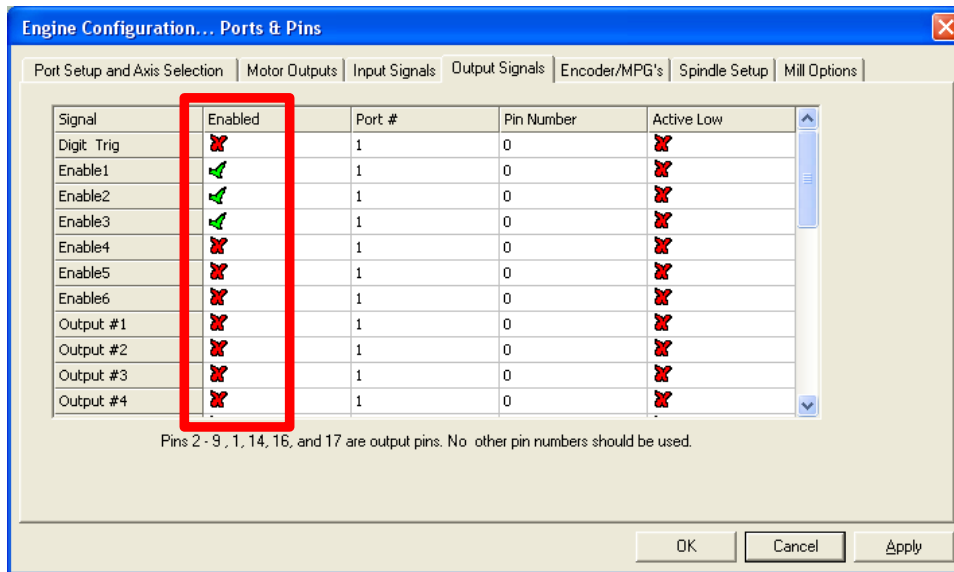 Engine Configuration... Ports & Pins
Port Setup and Axis Selection Motor Outputs Input Signals Output Signals Encoder/MPG's Spindle Setup Mill Options
Signal Enabled Port # Pin Number Active Low
Digit Trig 1 0
Enable1 1 0
Enable2 1 0
Enable3 1 0
Enable4 1 0
Enable5 1 0
Enable6 1 0
Output #1 1 0
Output #2 1 0
Output #3 1 0
Output #4 1 0
Pins 2 - 9 , 1, 14, 16, and 17 are output pins. No other pin numbers should be used.
OK Cancel Apply